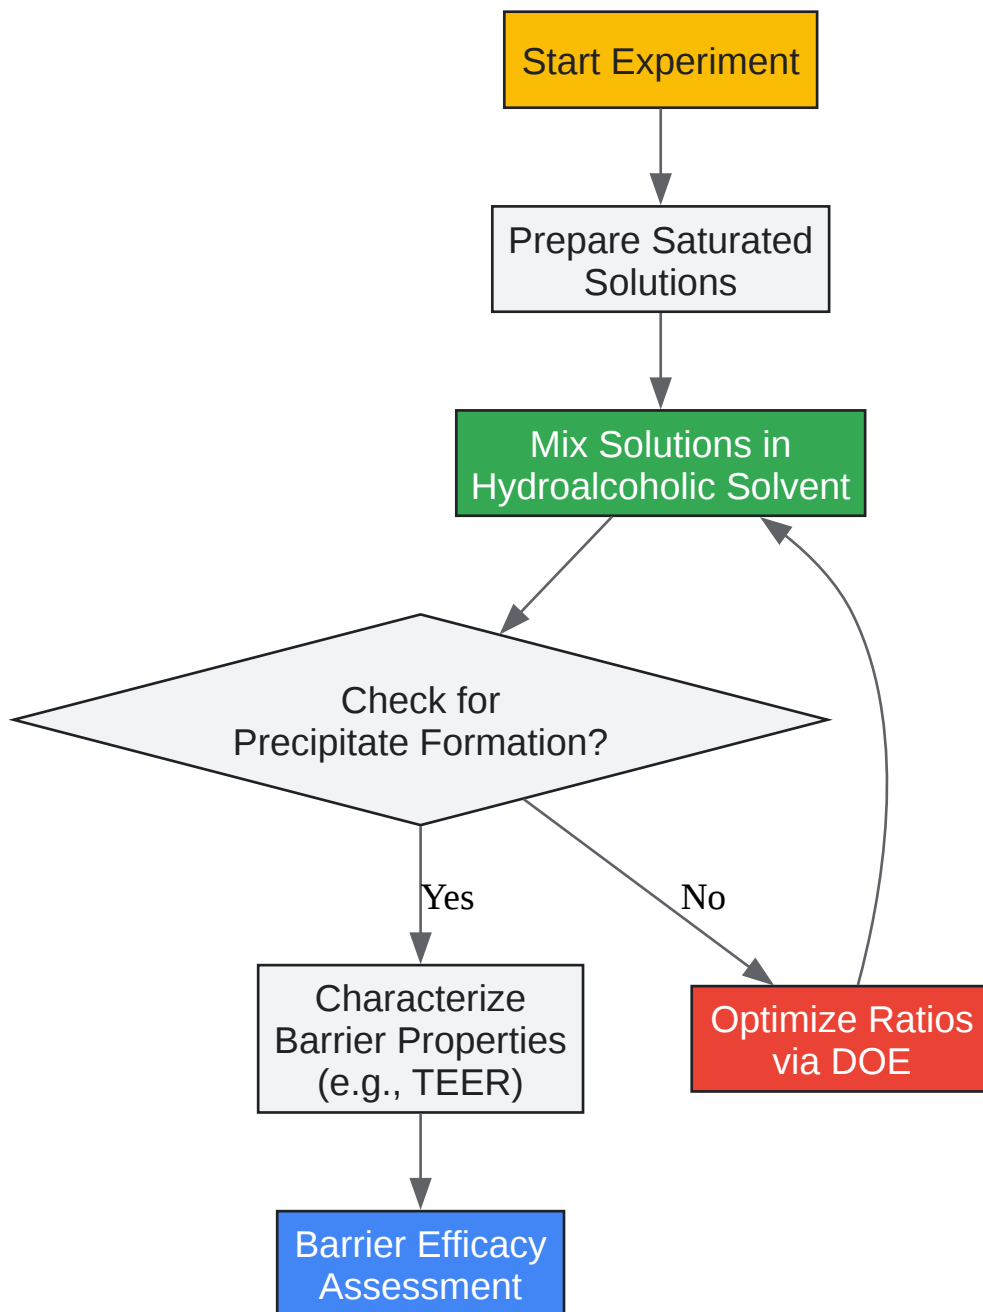 Start Experiment
Prepare Saturated
Solutions
Mix Solutions in
Hydroalcoholic Solvent
Check for
Precipitate Formation?
Yes
No
Characterize
Barrier Properties
(e.g., TEER)
Optimize Ratios
via DOE
Barrier Efficacy
Assessment